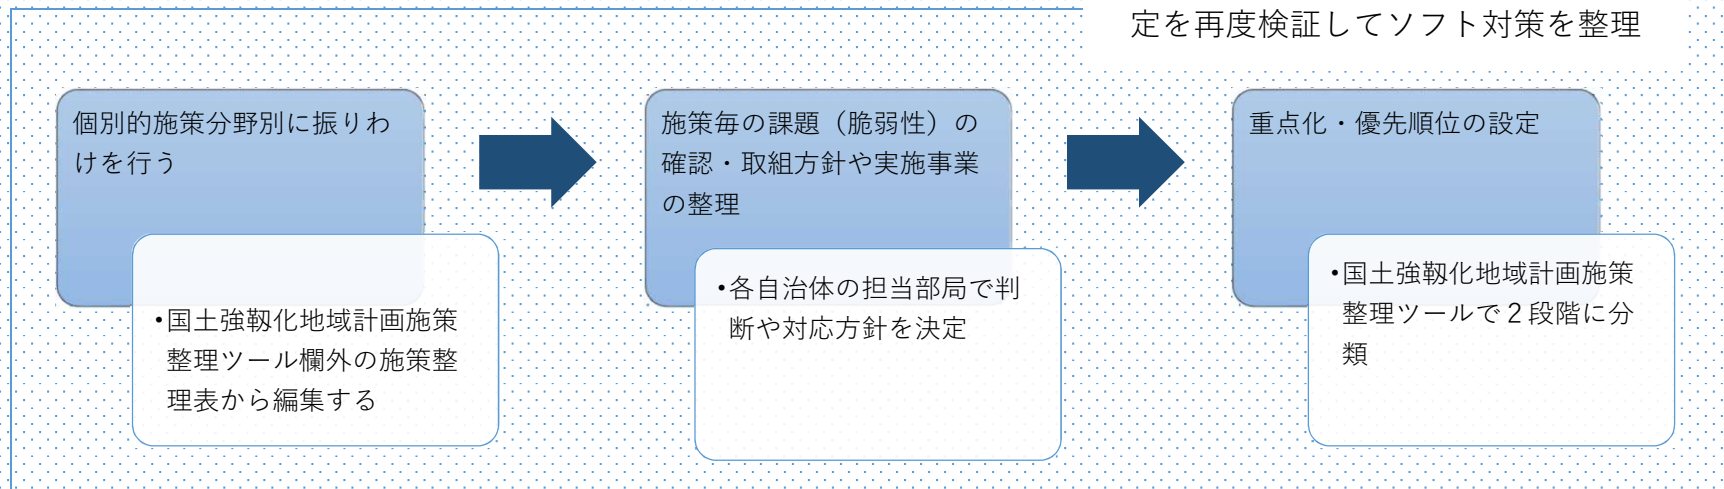 定を再度検証してソフト対策を整理
個別的施策分野別に振りわ
けを行う
•国土強靱化地域計画施策
整理ツール欄外の施策整
理表から編集する
施策毎の課題（脆弱性）の
確認・取組方針や実施事業
の整理
•各自治体の担当部局で判
断や対応方針を決定
重点化・優先順位の設定
•国土強靱化地域計画施策
整理ツールで２段階に分
類